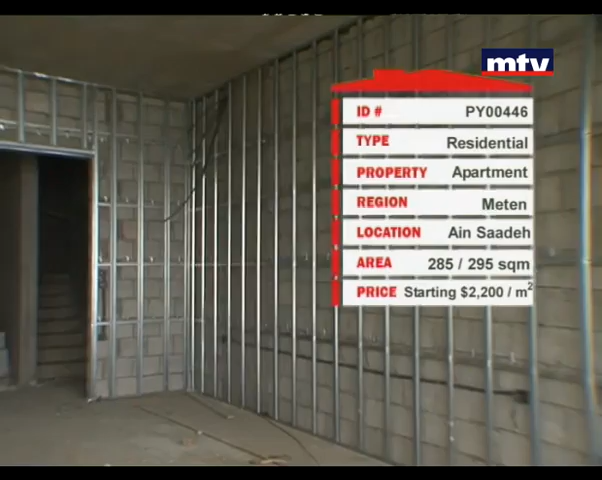 mtv
ID # PY00446
TYPE Residential
PROPERTY Apartment
REGION Meten
LOCATION Ain Saadeh
AREA 285 / 295 sqm
PRICE Starting $2,200 / m²